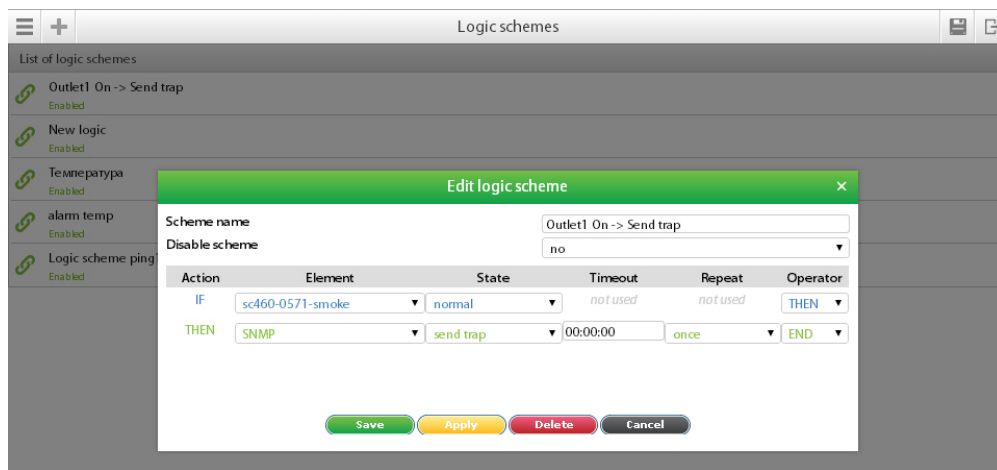 Logic schemes
List of logic schemes
Outlet1 On -> Send trap
Enabled
New logic
Enabled
Температура
Enabled
alarm temp
Enabled
Logic scheme ping
Enabled
Edit logic scheme
Scheme name Outlet1 On -> Send trap
Disable scheme no
Action Element State Timeout Repeat Operator
IF sc460-0571-smoke normal not used not used THEN
THEN SNMP send trap 00:00:00 once END
Save Apply Delete Cancel